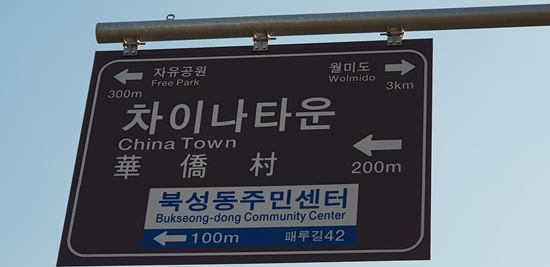 자유공원
Free Park
300m
월미도
Wolmido
3km
차이나타운
China Town
華僑村
200m
북성동주민센터
Bukseong-dong Community Center
100m 패루길42